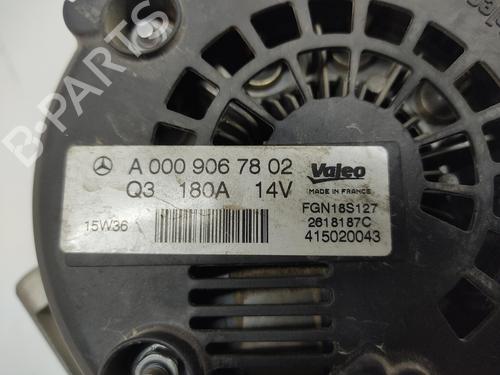 B-PARTS
A 000 906 78 02
Valeo
Q3 180A 14V
MADE IN FRANCE
FGN18S127
15W36
2618187C
415020043